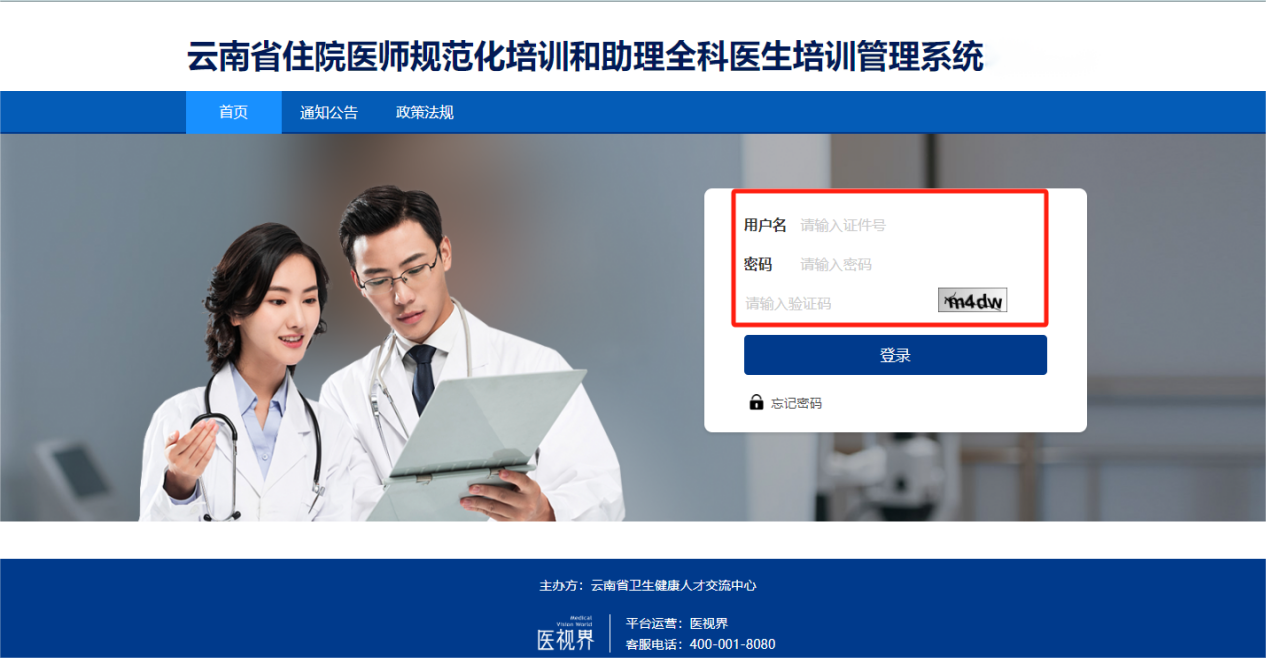 云南省住院医师规范化培训和助理全科医生培训管理系统
首页 通知公告 政策法规
用户名 请输入证件号
密码 请输入密码
请输入验证码 m4dw
登录
忘记密码
主办方：云南省卫生健康人才交流中心
Medical
Vision World
医视界
平台运营：医视界
客服电话：400-001-8080